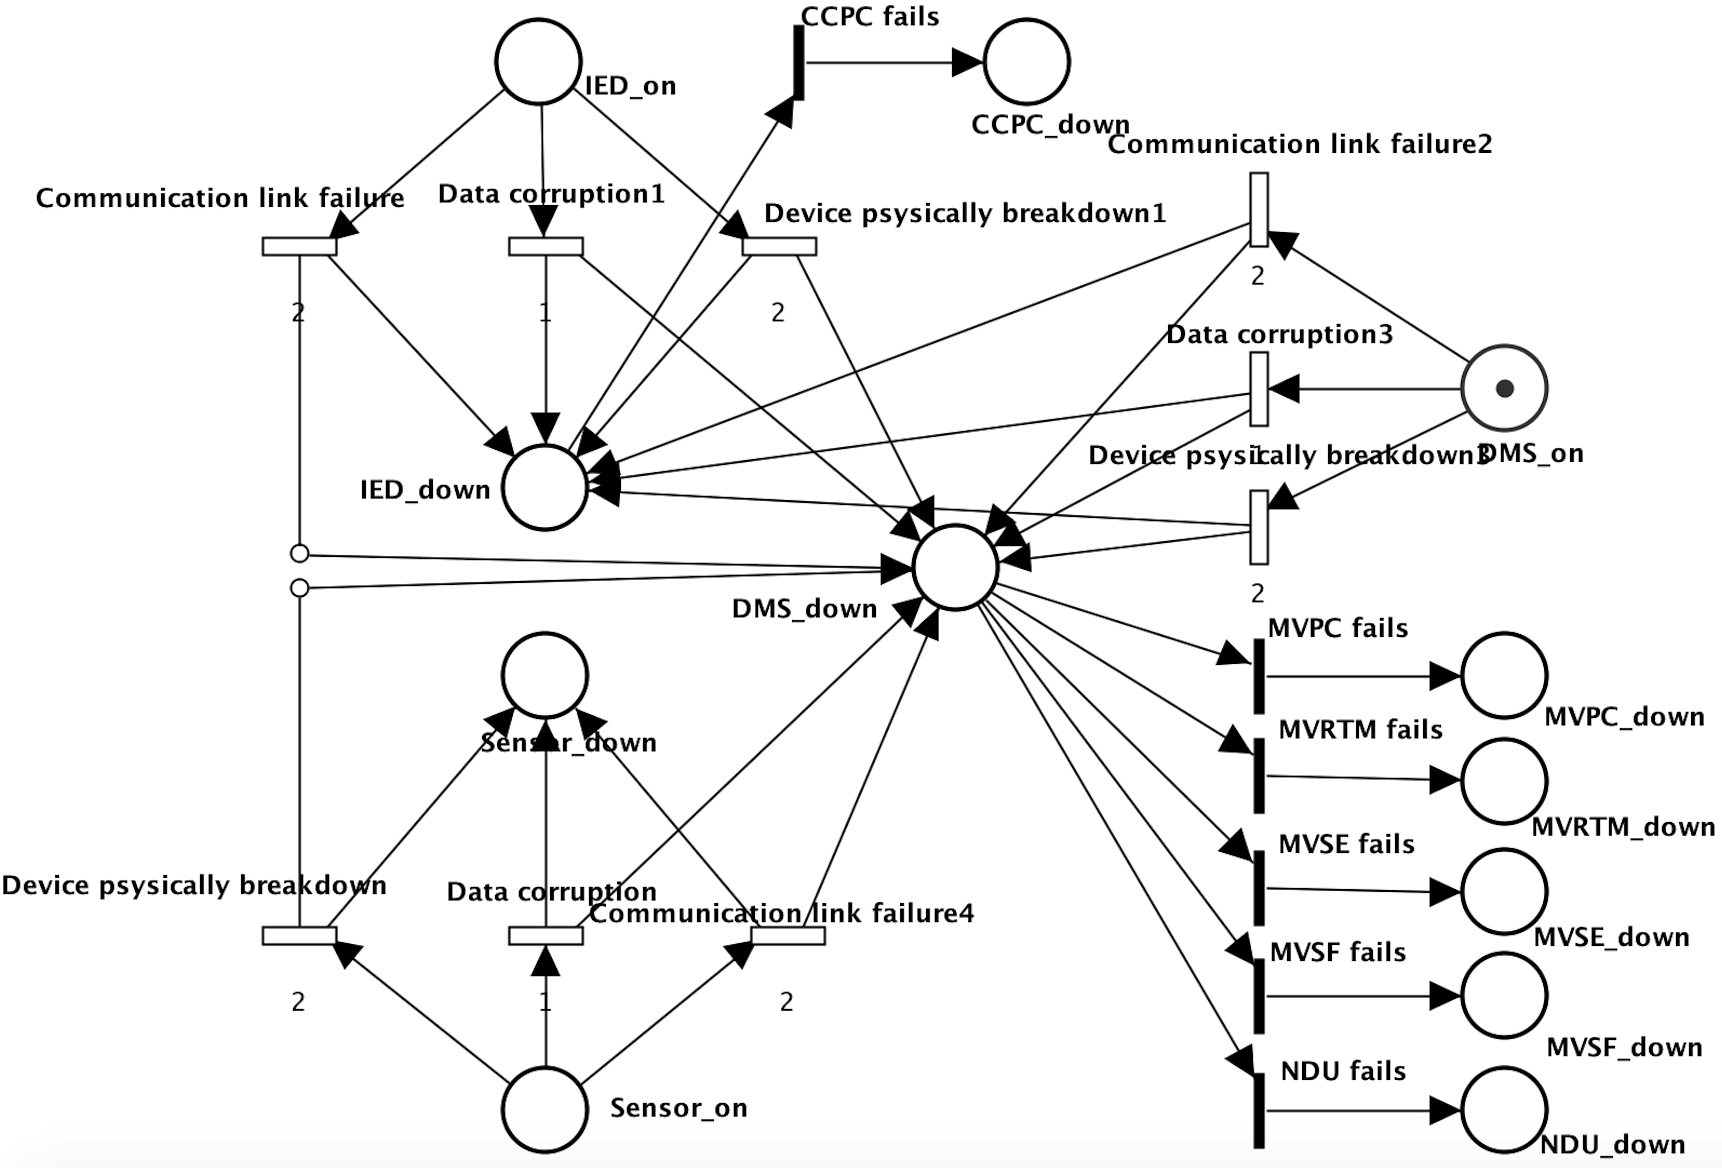 CCPC fails
IED_on
CCPC_down
Communication link failure2
Communication link failure
Data corruption1
Device psysically breakdown1
2
2
1
2
Data corruption3
Device psysically breakdown3
1
DMS_on
IED_down
2
DMS_down
MVPC fails
MVPC_down
MVRTM fails
Sensor_down
MVRTM_down
MVSE fails
Device psysically breakdown
Data corruption
Communication link failure4
MVSE_down
MVSF fails
2
1
2
MVSF_down
NDU fails
Sensor_on
NDU_down